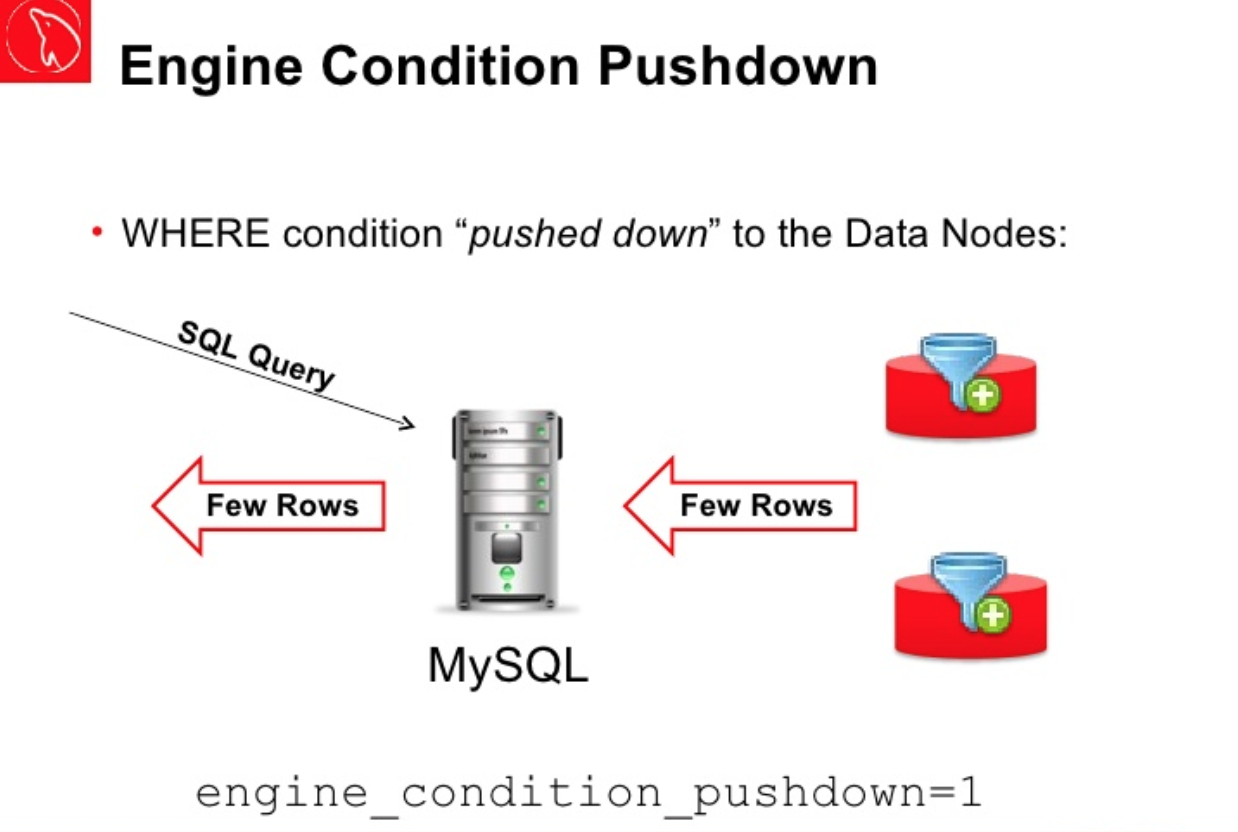 Engine Condition Pushdown
• WHERE condition “pushed down” to the Data Nodes:
SQL Query
Few Rows
Few Rows
MySQL
engine_condition_pushdown=1